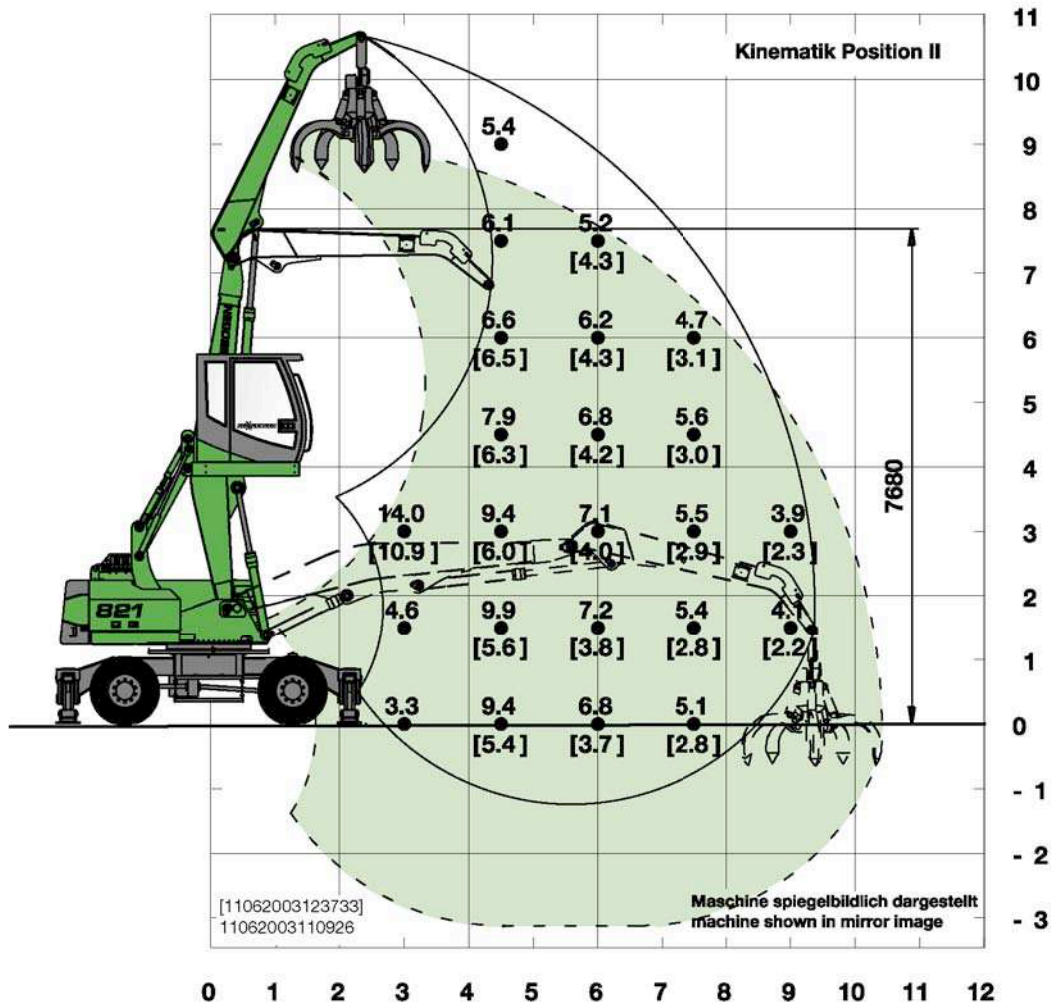 11
Kinematik Position II
10
5.4
9
8
6.1 5.2
[4.3]
7
6.6 6.2 4.7
6
[6.5] [4.3] [3.1]
5
7.9 6.8 5.6
[6.3] [4.2] [3.0]
4
7680
14.0 9.4 7.1 5.5 3.9
3
[10.9] [6.0] [4.0] [2.9] [2.3]
2
821
4.6 9.9 7.2 5.4 4.1
[5.6] [3.8] [2.8] [2.2]
1
3.3 9.4 6.8 5.1
0
[5.4] [3.7] [2.8]
- 1
- 2
[11062003123733]
11062003110926
Maschine spiegelbildlich dargestellt
machine shown in mirror image
- 3
0 1 2 3 4 5 6 7 8 9 10 11 12